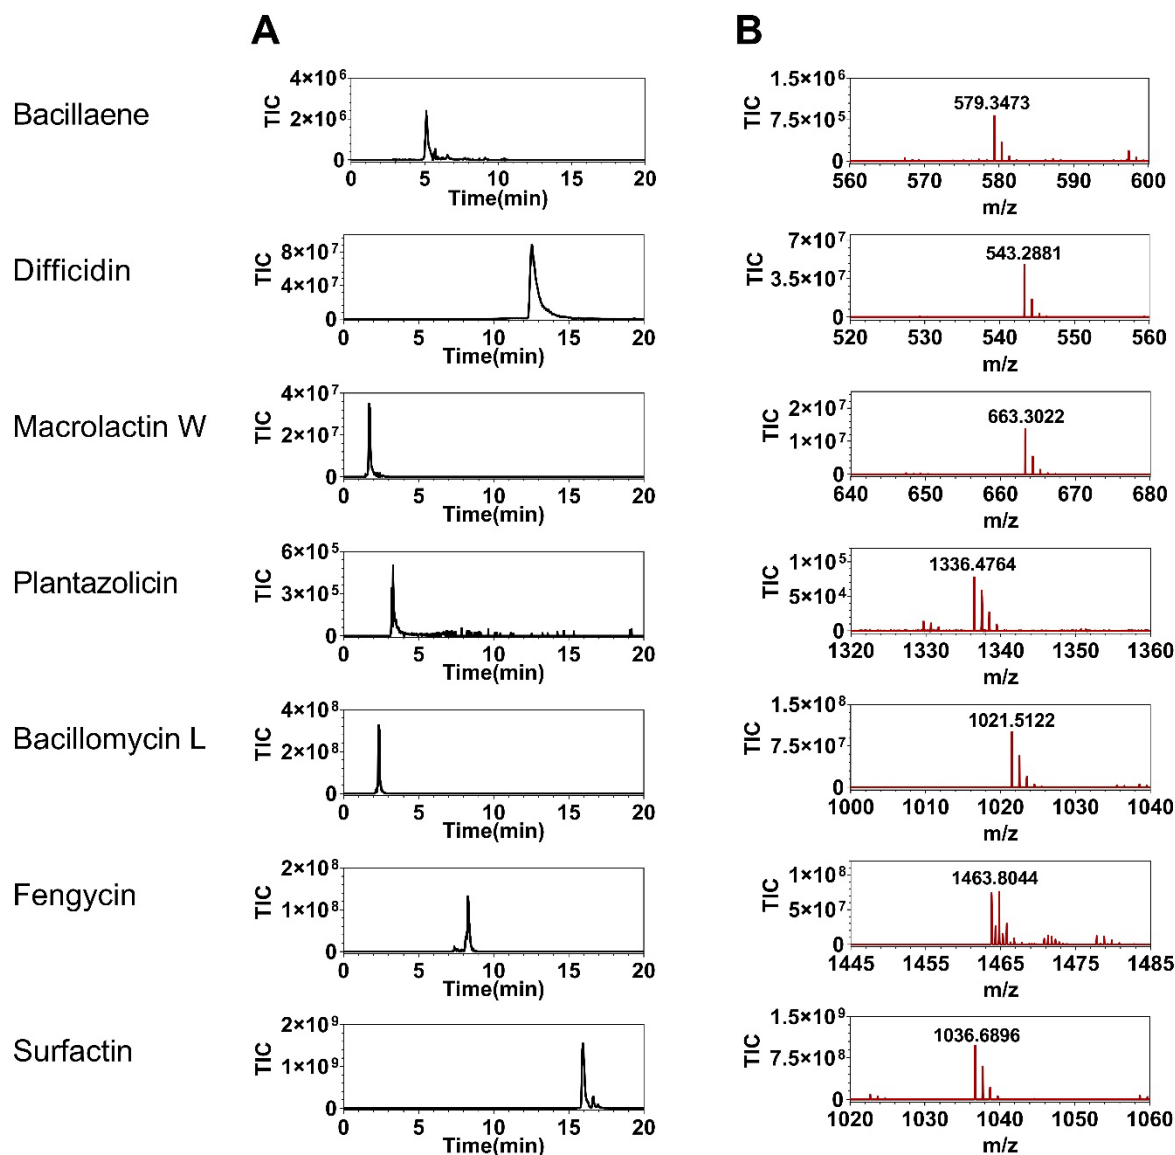 A
B
Bacillaene
TIC
4×10⁶
2×10⁶
0
0 5 10 15 20
Time(min)
TIC
1.5×10⁶
7.5×10⁵
0
579.3473
560 570 580 590 600
m/z
Difficidin
TIC
8×10⁷
4×10⁷
0
0 5 10 15 20
Time(min)
TIC
7×10⁷
3.5×10⁷
0
543.2881
520 530 540 550 560
m/z
Macrolactin W
TIC
4×10⁷
2×10⁷
0
0 5 10 15 20
Time(min)
TIC
2×10⁷
1×10⁷
0
663.3022
640 650 660 670 680
m/z
Plantazolicin
TIC
6×10⁵
3×10⁵
0
0 5 10 15 20
Time(min)
TIC
1×10⁵
5×10⁴
0
1336.4764
1320 1330 1340 1350 1360
m/z
Bacillomycin L
TIC
4×10⁸
2×10⁸
0
0 5 10 15 20
Time(min)
TIC
1.5×10⁸
7.5×10⁷
0
1021.5122
1000 1010 1020 1030 1040
m/z
Fengycin
TIC
2×10⁸
1×10⁸
0
0 5 10 15 20
Time(min)
TIC
1×10⁸
5×10⁷
0
1463.8044
1445 1455 1465 1475 1485
m/z
Surfactin
TIC
2×10⁹
1×10⁹
0
0 5 10 15 20
Time(min)
TIC
1.5×10⁹
7.5×10⁸
0
1036.6896
1020 1030 1040 1050 1060
m/z